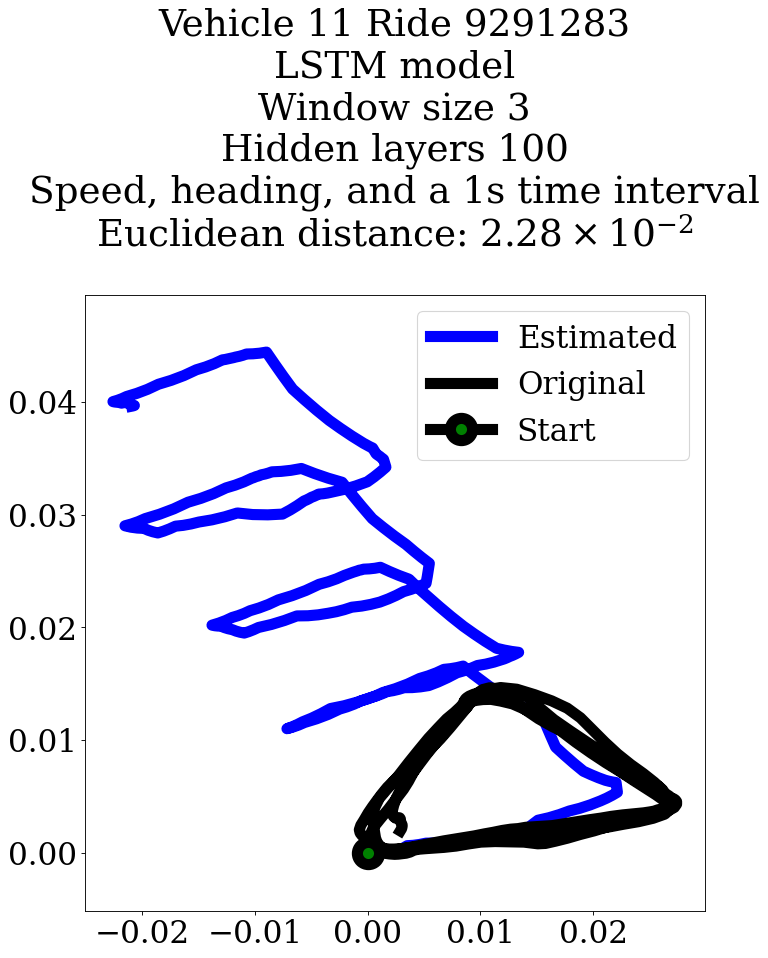 Vehicle 11 Ride 9291283
LSTM model
Window size 3
Hidden layers 100
Speed, heading, and a 1s time interval
Euclidean distance: 2.28 × 10⁻²
Estimated
Original
Start
0.04
0.03
0.02
0.01
0.00
−0.02 −0.01 0.00 0.01 0.02